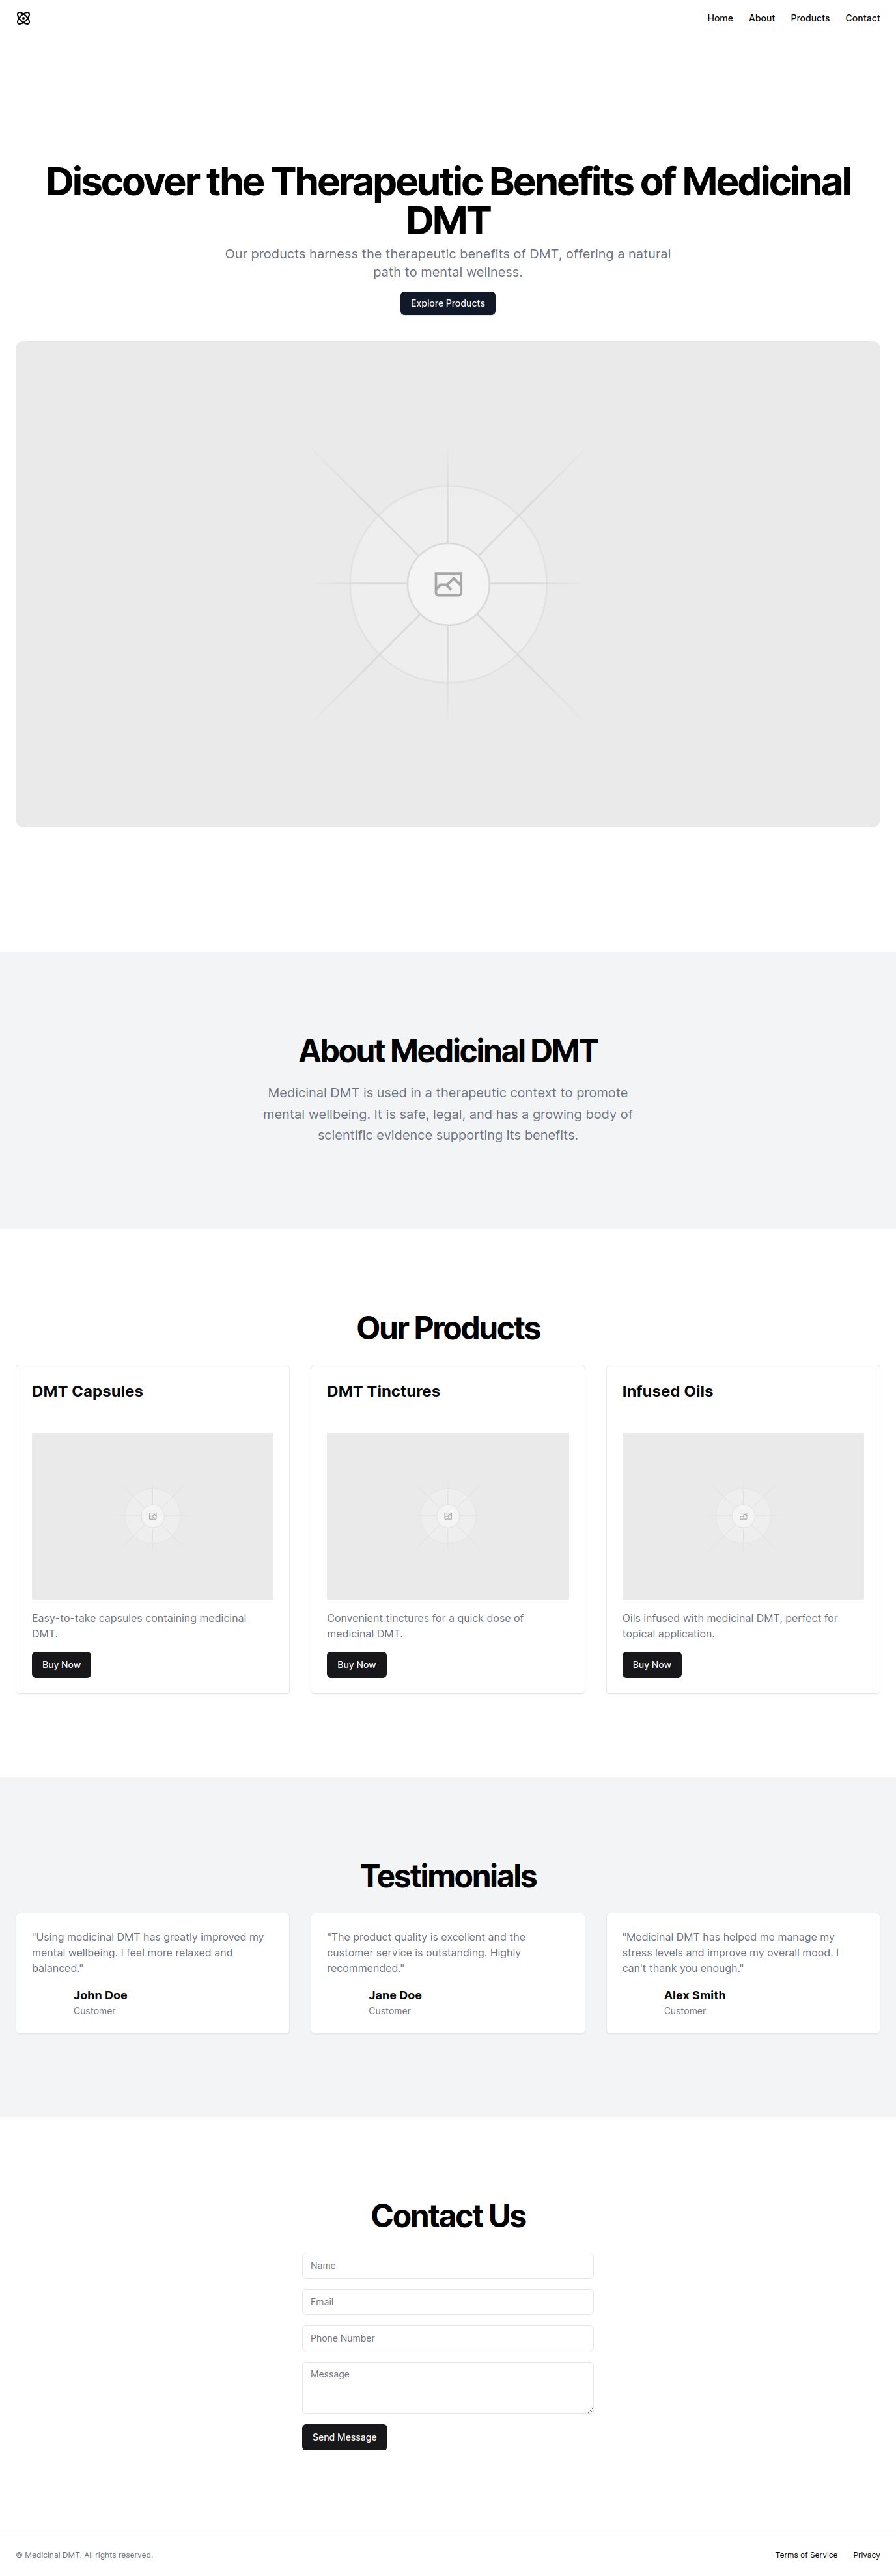 Home About Products Contact
Discover the Therapeutic Benefits of Medicinal
DMT
Our products harness the therapeutic benefits of DMT, offering a natural
path to mental wellness.
Explore Products
About Medicinal DMT
Medicinal DMT is used in a therapeutic context to promote
mental wellbeing. It is safe, legal, and has a growing body of
scientific evidence supporting its benefits.
Our Products
DMT Capsules
Easy-to-take capsules containing medicinal
DMT.
Buy Now
DMT Tinctures
Convenient tinctures for a quick dose of
medicinal DMT.
Buy Now
Infused Oils
Oils infused with medicinal DMT, perfect for
topical application.
Buy Now
Testimonials
"Using medicinal DMT has greatly improved my
mental wellbeing. I feel more relaxed and
balanced."
John Doe
Customer
"The product quality is excellent and the
customer service is outstanding. Highly
recommended."
Jane Doe
Customer
"Medicinal DMT has helped me manage my
stress levels and improve my overall mood. I
can't thank you enough."
Alex Smith
Customer
Contact Us
Name
Email
Phone Number
Message
Send Message
© Medicinal DMT. All rights reserved.
Terms of Service Privacy